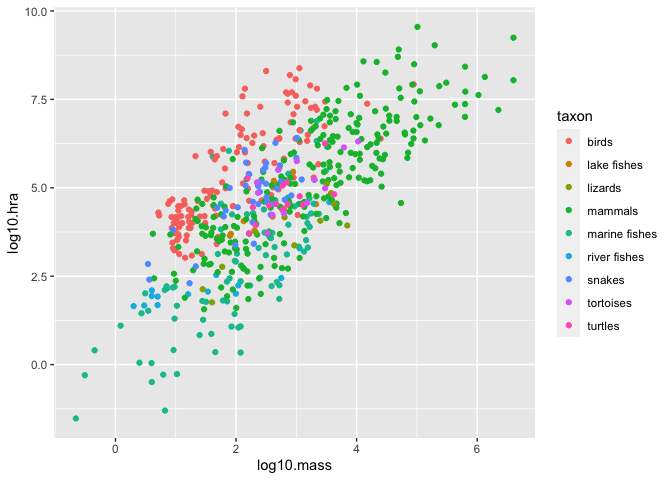 10.0
7.5
5.0
2.5
0.0
log10.hra
0
2
4
6
log10.mass
taxon
birds
lake fishes
lizards
mammals
marine fishes
river fishes
snakes
tortoises
turtles